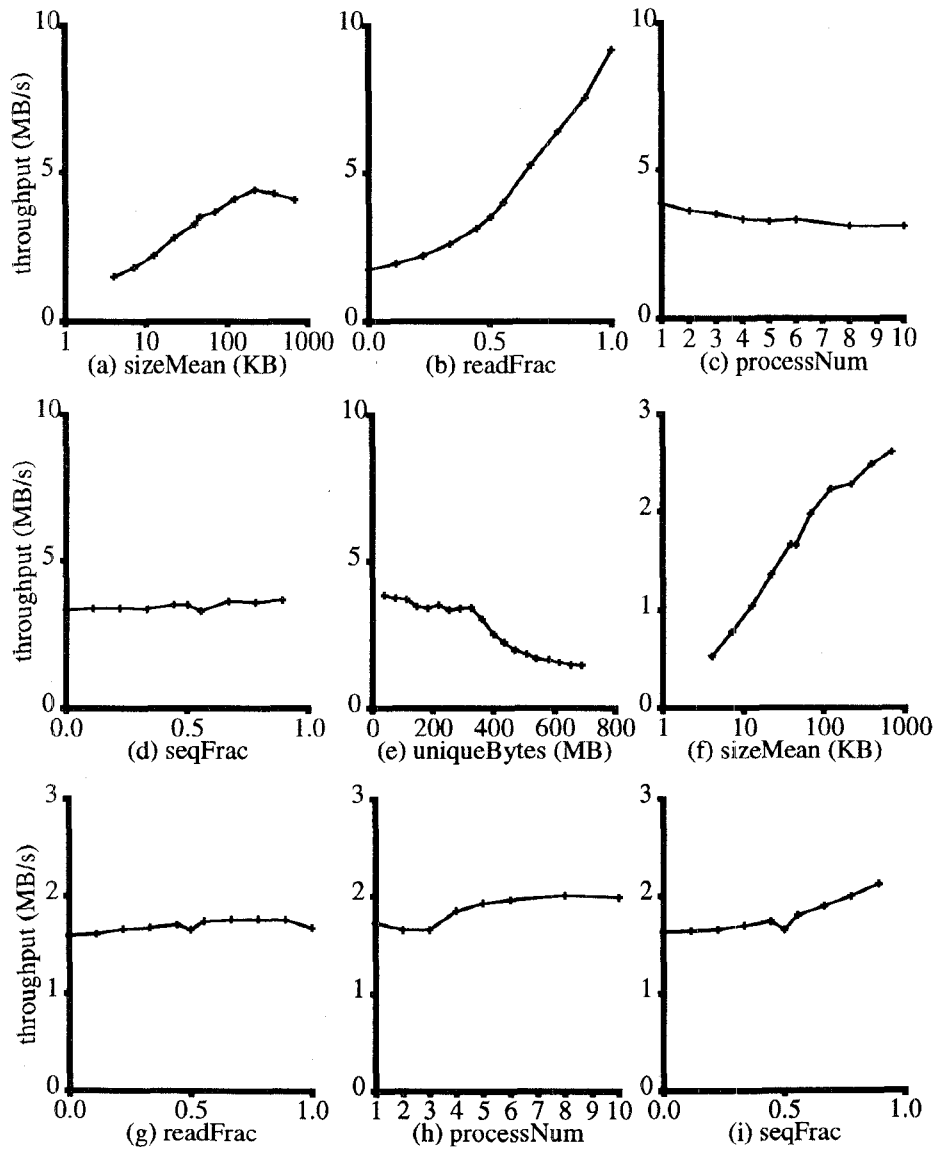 throughput (MB/s)
10
5
0
1 10 100 1000
(a) sizeMean (KB)
10
5
0
0.0 0.5 1.0
(b) readFrac
10
5
0
1 2 3 4 5 6 7 8 9 10
(c) processNum
throughput (MB/s)
10
5
0
0.0 0.5 1.0
(d) seqFrac
10
5
0
0 200 400 600 800
(e) uniqueBytes (MB)
3
2
1
0
1 10 100 1000
(f) sizeMean (KB)
throughput (MB/s)
3
2
1
0
0.0 0.5 1.0
(g) readFrac
3
2
1
0
1 2 3 4 5 6 7 8 9 10
(h) processNum
3
2
1
0
0.0 0.5 1.0
(i) seqFrac